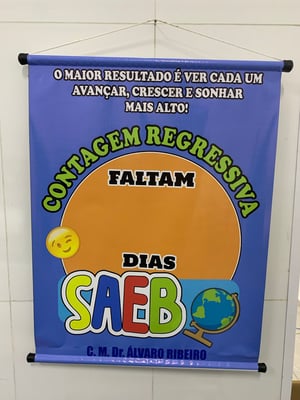 O MAIOR RESULTADO É VER CADA UM
AVANÇAR, CRESCER E SONHAR
MAIS ALTO!
CONTAGEM REGRESSIVA
FALTAM
DIAS
SAEB
C. M. Dr. ÁLVARO RIBEIRO